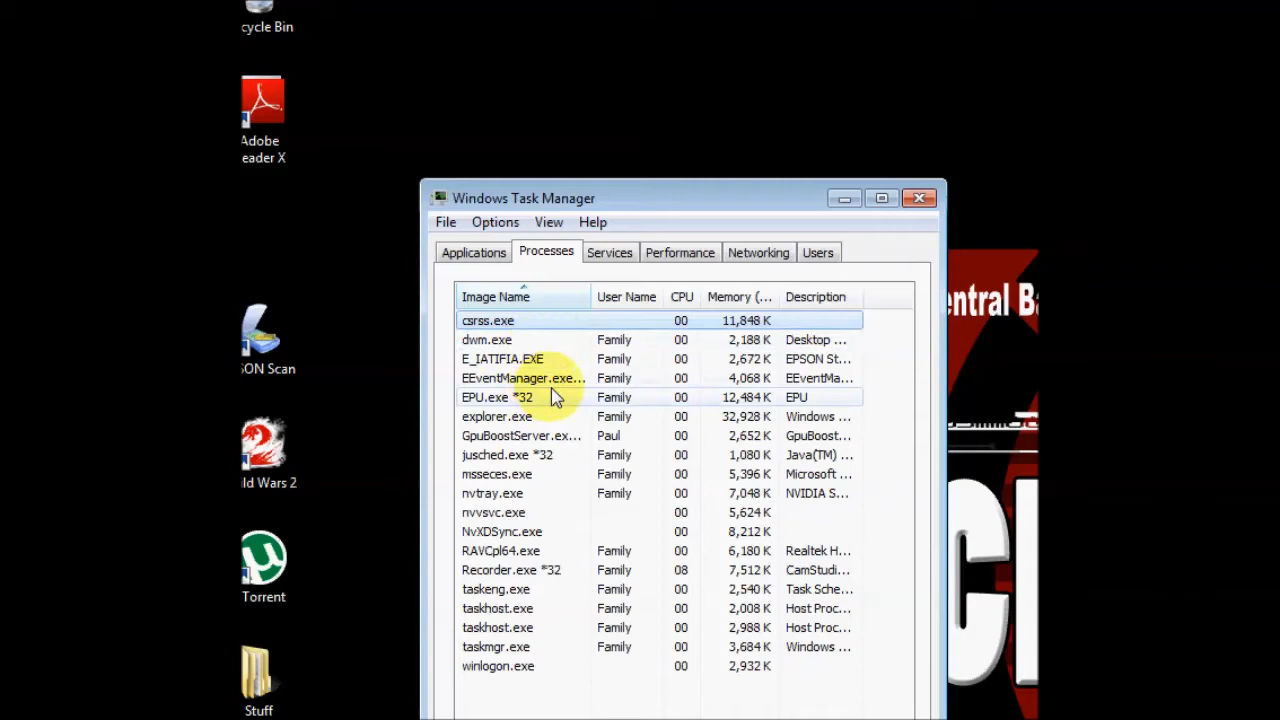 cycle Bin
Adobe
eader X
SON Scan
ild Wars 2
Torrent
Stuff
Windows Task Manager
File Options View Help
Applications Processes Services Performance Networking Users
Image Name User Name CPU Memory (... Description
csrss.exe 00 11,848 K
dwm.exe Family 00 2,188 K Desktop ...
E_IATIFIA.EXE Family 00 2,672 K EPSON St...
EEventManager.exe... Family 00 4,068 K EEventMa...
EPU.exe *32 Family 00 12,484 K EPU
explorer.exe Family 00 32,928 K Windows ...
GpuBoostServer.ex... Paul 00 2,652 K GpuBoost...
jusched.exe *32 Family 00 1,080 K Java(TM) ...
msseces.exe Family 00 5,396 K Microsoft ...
nvtray.exe Family 00 7,048 K NVIDIA S...
nvvsvc.exe 00 5,624 K
NvXDSync.exe 00 8,212 K
RAVCpl64.exe Family 00 6,180 K Realtek H...
Recorder.exe *32 Family 08 7,512 K CamStudi...
taskeng.exe Family 00 2,540 K Task Sche...
taskhost.exe Family 00 2,008 K Host Proc...
taskhost.exe Family 00 2,988 K Host Proc...
taskmgr.exe Family 00 3,684 K Windows ...
winlogon.exe 00 2,932 K
entral Ba